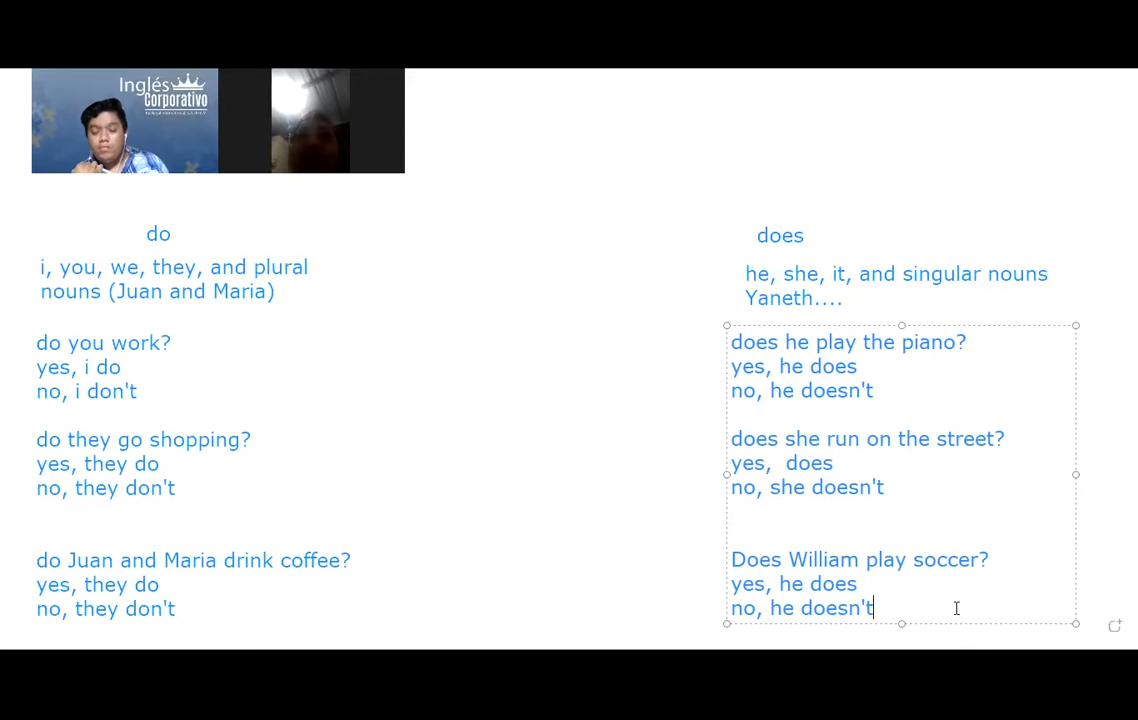 Inglés
Corporativo
do
i, you, we, they, and plural
nouns (Juan and Maria)
do you work?
yes, i do
no, i don't
do they go shopping?
yes, they do
no, they don't
do Juan and Maria drink coffee?
yes, they do
no, they don't
does
he, she, it, and singular nouns
Yaneth....
does he play the piano?
yes, he does
no, he doesn't
does she run on the street?
yes,  does
no, she doesn't
Does William play soccer?
yes, he does
no, he doesn't